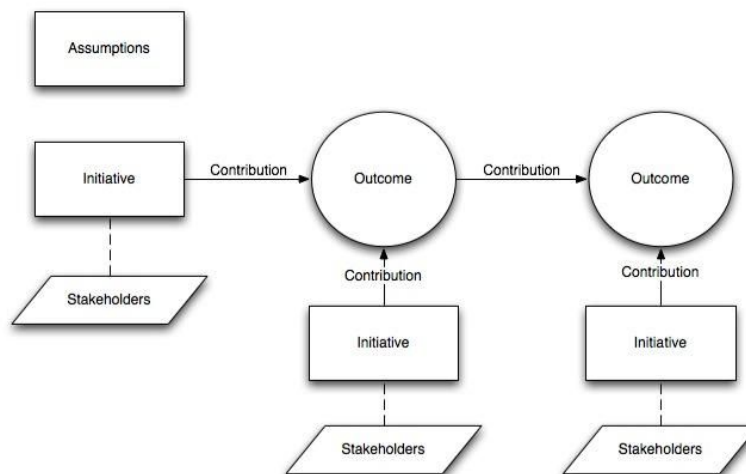 Assumptions
Initiative
Contribution
Outcome
Contribution
Outcome
Stakeholders
Contribution
Contribution
Initiative
Initiative
Stakeholders
Stakeholders